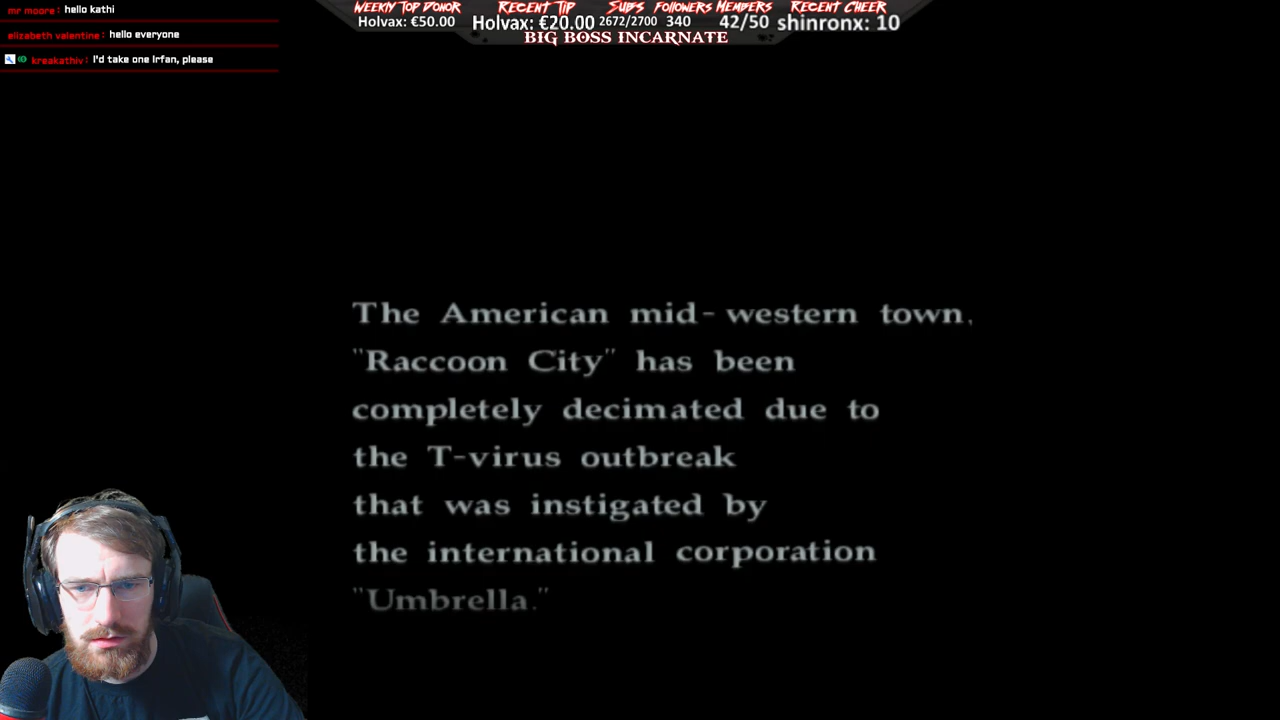 mr moore : hello kathi
elizabeth valentine : hello everyone
kreakathiv : I'd take one Irfan, please
Weekly Top Donor Recent Tip Subs Followers Members Recent Cheer
Holvax: €50.00 Holvax: €20.00 2672/2700 340 42/50 shinronx: 10
BIG BOSS INCARNATE
The American mid-western town,
"Raccoon City" has been
completely decimated due to
the T-virus outbreak
that was instigated by
the international corporation
"Umbrella."